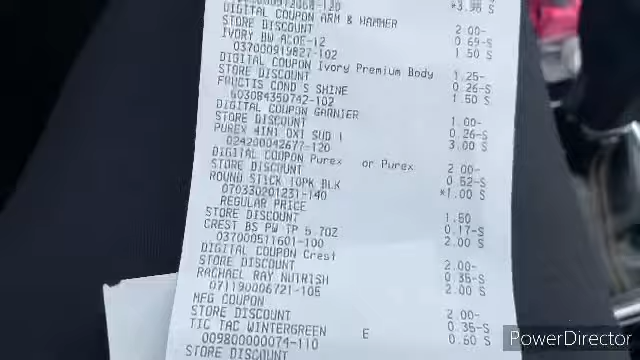 *3.96 S
DIGITAL COUPON ARM & HAMMER 2.00-
STORE DISCOUNT 0.69-S
IVORY BW ALOE-12 1.50 S
037000919827-102
DIGITAL COUPON Ivory Premium Body 1.25-
STORE DISCOUNT 0.26-S
FRUCTIS COND S SHINE 1.50 S
603084350742-102
DIGITAL COUPON GARNIER 1.00-
STORE DISCOUNT 0.26-S
PUREX 4IN1 OXI SUD 1 3.00 S
024200042677-120
DIGITAL COUPON Purex or Purex 2.00-
STORE DISCOUNT 0.52-S
ROUND STICK 10PK BLK *1.00 S
070330201231-140
REGULAR PRICE 1.50
STORE DISCOUNT 0.17-S
CREST BS PW TP 5.7OZ 2.00 S
037000511601-100
DIGITAL COUPON Crest 2.00-
STORE DISCOUNT 0.35-S
RACHAEL RAY NUTRISH 2.00 S
071190006721-105
MFG COUPON 2.00-
STORE DISCOUNT 0.35-S
TIC TAC WINTERGREEN E 0.60 S
009800000074-110
STORE DISCOUNT
PowerDirector